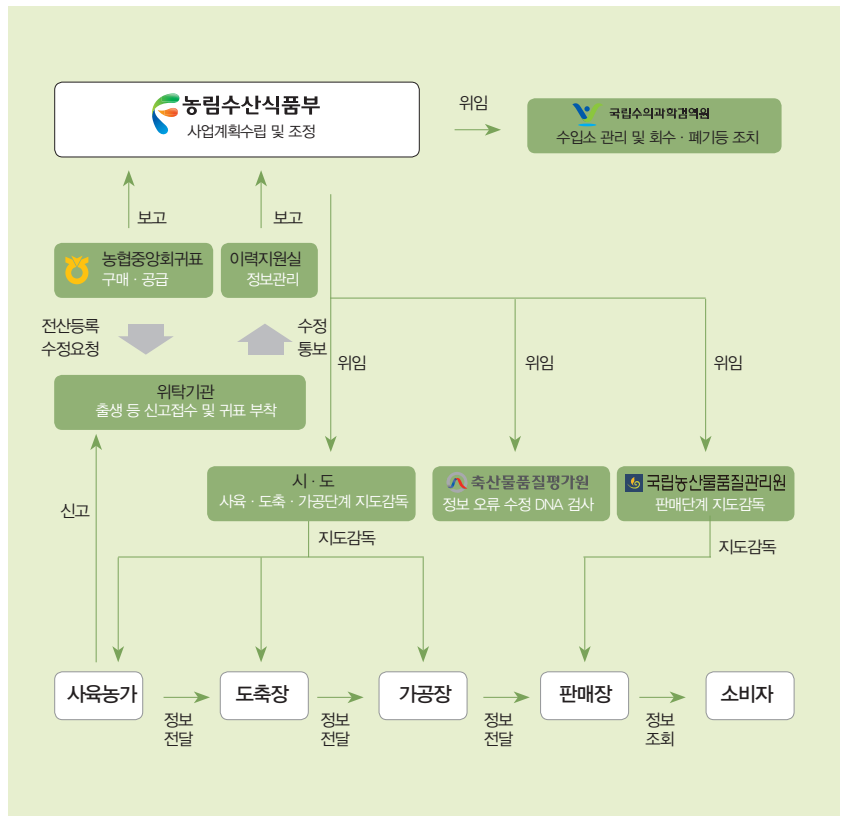 농림수산식품부
사업계획수립 및 조정
위임
국립수의과학검역원
수입소 관리 및 회수 · 폐기등 조치
보고
보고
농협중앙회귀표
구매 · 공급
이력지원실
정보관리
전산등록
수정요청
수정
통보
위임
위임
위임
위탁기관
출생 등 신고접수 및 귀표 부착
신고
시 · 도
사육 · 도축 · 가공단계 지도감독
축산물품질평가원
정보 오류 수정 DNA 검사
국립농산물품질관리원
판매단계 지도감독
지도감독
지도감독
사육농가
도축장
가공장
판매장
소비자
정보
전달
정보
전달
정보
전달
정보
조회